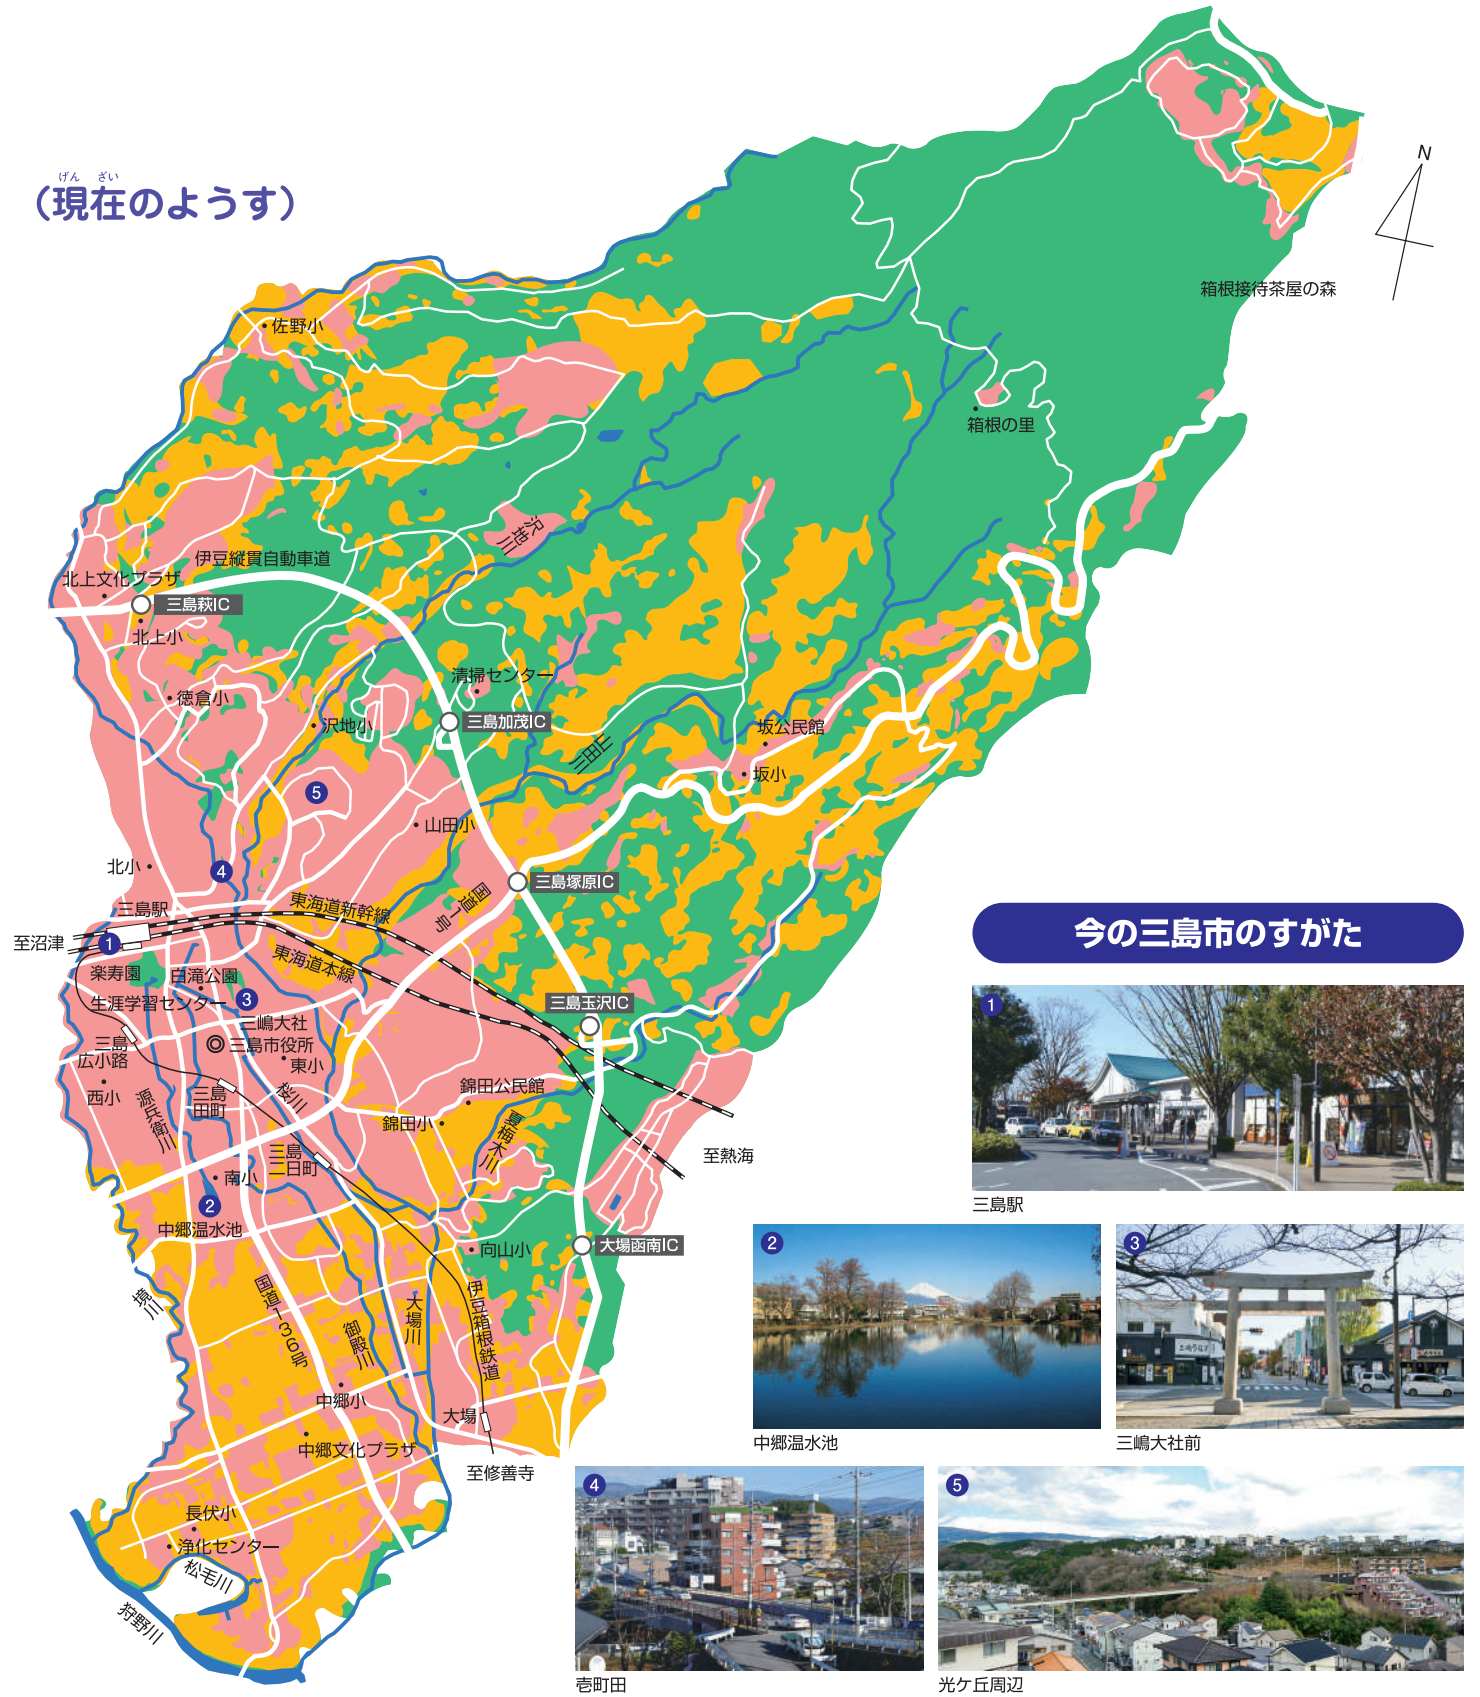 げん ざい
（現在のようす）
N
箱根接待茶屋の森
佐野小
箱根の里
沢地川
伊豆縦貫自動車道
北上文化プラザ
三島萩IC
北上小
清掃センター
徳倉小
沢地小
三島加茂IC
坂公民館
山田川
坂小
5
山田小
北小
4
三島塚原IC
国道1号
三島駅
東海道新幹線
至沼津
1
東海道本線
楽寿園
白滝公園
生涯学習センター
3
三島玉沢IC
三嶋大社
三島市役所
三島
広小路
東小
西小
源兵衛川
三島
田町
桜川
錦田公民館
錦田小
夏梅木川
至熱海
三島
二日町
南小
2
中郷温水池
向山小
大場函南IC
境川
国道136号
御殿川
大場川
伊豆箱根鉄道
中郷小
大場
中郷文化プラザ
至修善寺
長伏小
浄化センター
松毛川
狩野川
今の三島市のすがた
1
三島駅
2
中郷温水池
3
三嶋大社前
4
壱町田
5
光ケ丘周辺